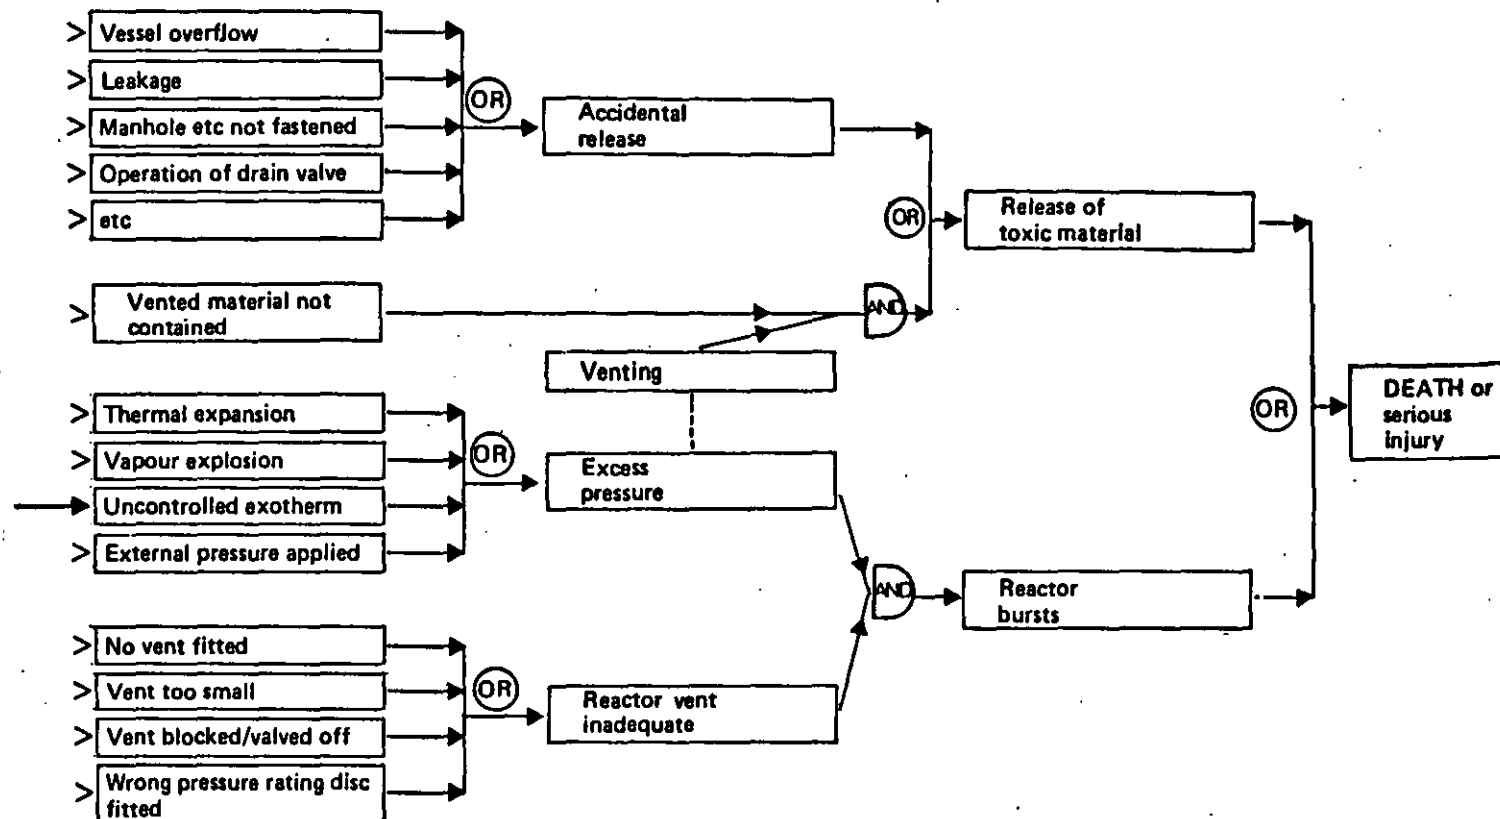 > Vessel overflow
> Leakage
> Manhole etc not fastened
> Operation of drain valve
> etc
OR
Accidental
release
OR
Release of
toxic material
> Vented material not
contained
AND
Venting
> Thermal expansion
> Vapour explosion
Uncontrolled exotherm
> External pressure applied
OR
Excess
pressure
OR
DEATH or
serious
injury
AND
Reactor
bursts
> No vent fitted
> Vent too small
> Vent blocked/valved off
> Wrong pressure rating disc
fitted
OR
Reactor vent
inadequate